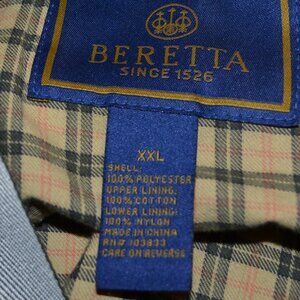 BERETTA
SINCE 1526
XXL
SHELL:
100% POLYESTER
UPPER LINING:
100% COTTON
LOWER LINING:
100% NYLON
MADE IN CHINA
RN# 103833
CARE ON REVERSE